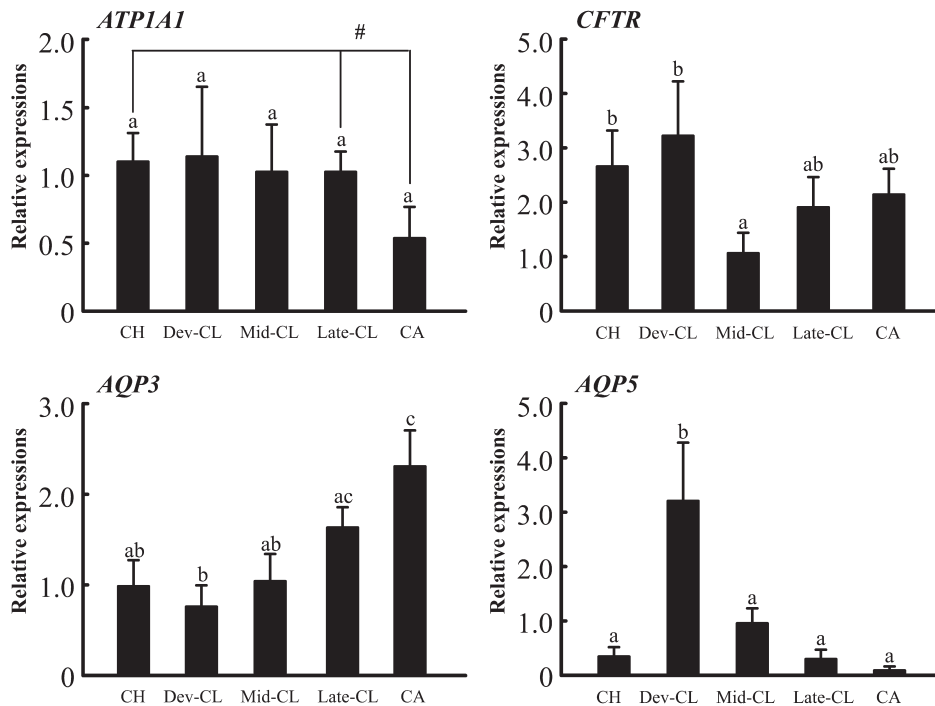 ATP1A1
Relative expressions
2.0
1.5
1.0
0.5
0
#
a
a
a
a
a
CH
Dev-CL
Mid-CL
Late-CL
CA
CFTR
Relative expressions
5.0
4.0
3.0
2.0
1.0
0
b
b
a
ab
ab
CH
Dev-CL
Mid-CL
Late-CL
CA
AQP3
Relative expressions
3.0
2.0
1.0
0
ab
b
ab
ac
c
CH
Dev-CL
Mid-CL
Late-CL
CA
AQP5
Relative expressions
5.0
4.0
3.0
2.0
1.0
0
a
b
a
a
a
CH
Dev-CL
Mid-CL
Late-CL
CA